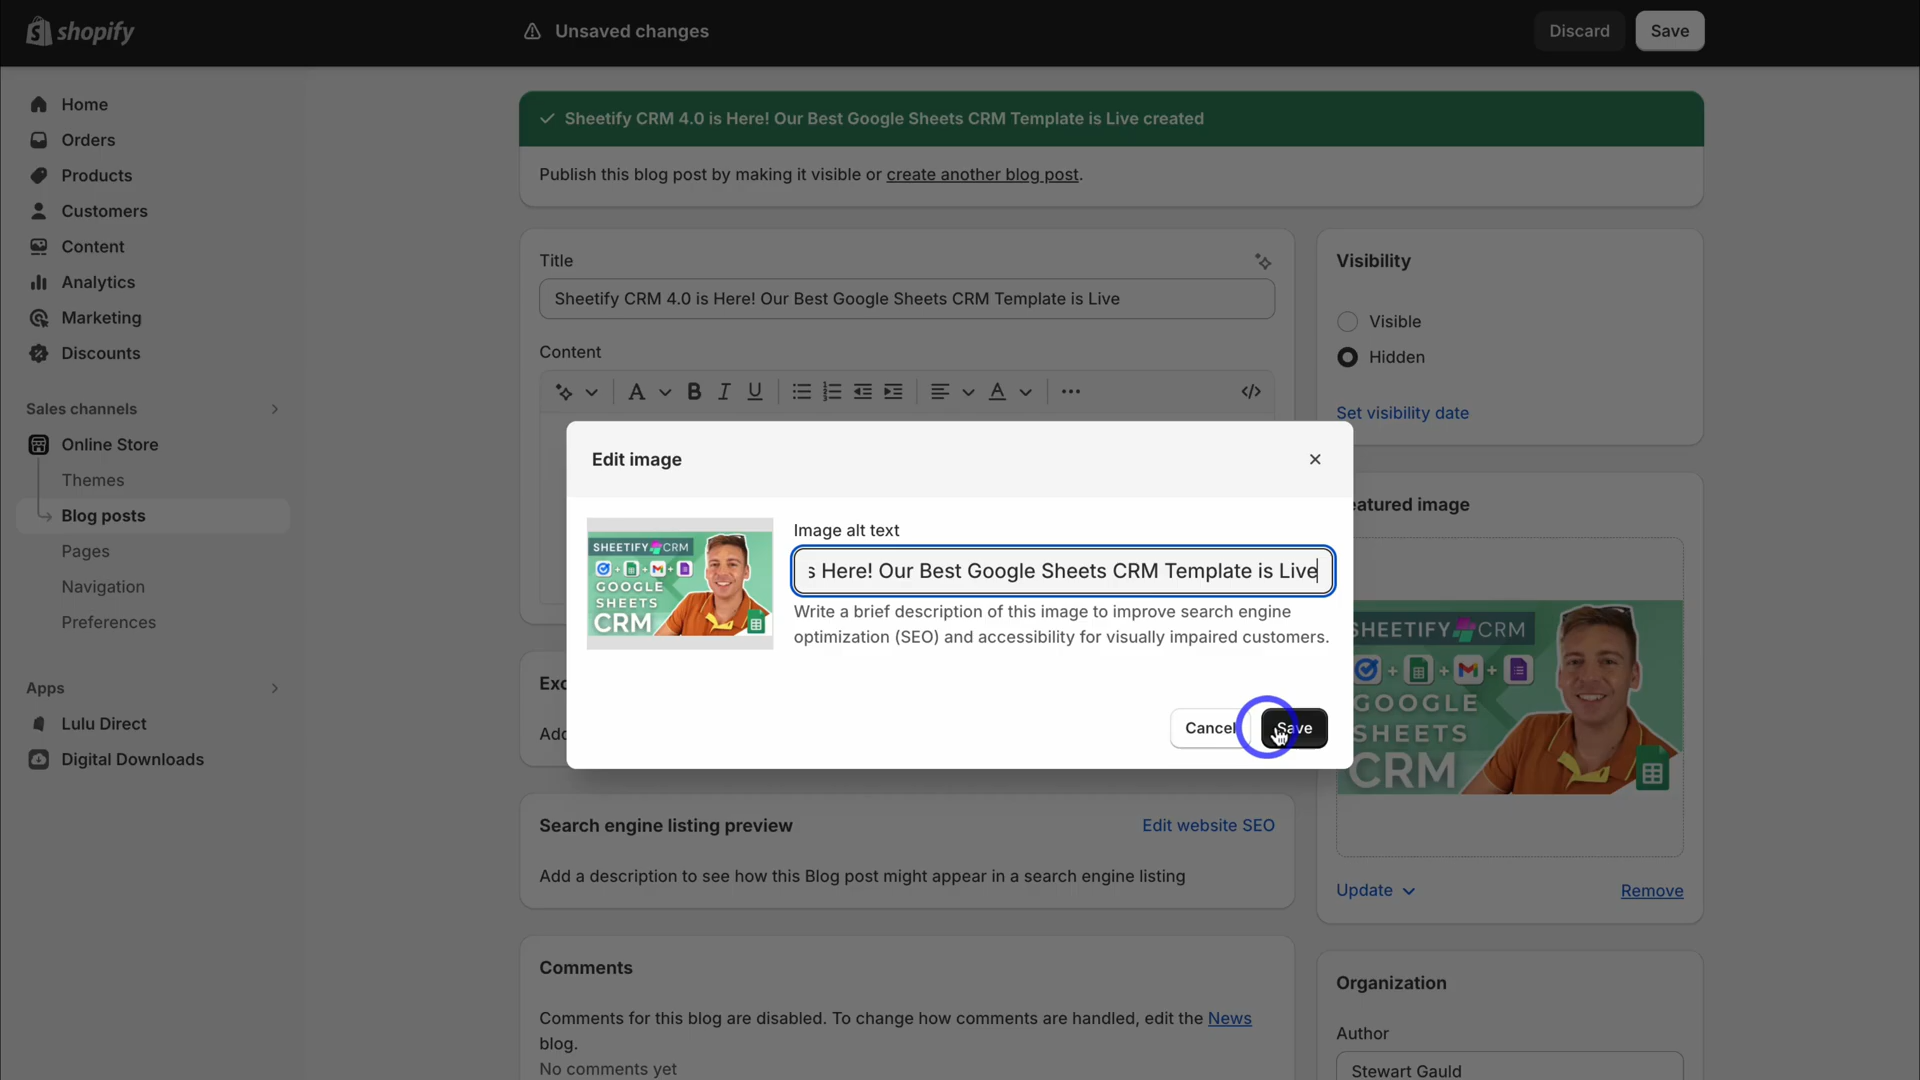 shopify
Unsaved changes
Discard
Save
Home
Orders
Products
Customers
Content
Analytics
Marketing
Discounts
Sales channels
Online Store
Themes
Blog posts
Pages
Navigation
Preferences
Apps
Lulu Direct
Digital Downloads
Sheetify CRM 4.0 is Here! Our Best Google Sheets CRM Template is Live created
Publish this blog post by making it visible or create another blog post.
Title
Sheetify CRM 4.0 is Here! Our Best Google Sheets CRM Template is Live
Content
Edit image
SHEETIFY CRM
GOOGLE
SHEETS
CRM
Image alt text
s Here! Our Best Google Sheets CRM Template is Live
Write a brief description of this image to improve search engine
optimization (SEO) and accessibility for visually impaired customers.
Cancel
Save
Search engine listing preview
Edit website SEO
Add a description to see how this Blog post might appear in a search engine listing
Comments
Comments for this blog are disabled. To change how comments are handled, edit the News
blog.
No comments yet
Visibility
Visible
Hidden
Set visibility date
eatured image
SHEETIFY CRM
GOOGLE
SHEETS
CRM
Update
Remove
Organization
Author
Stewart Gauld